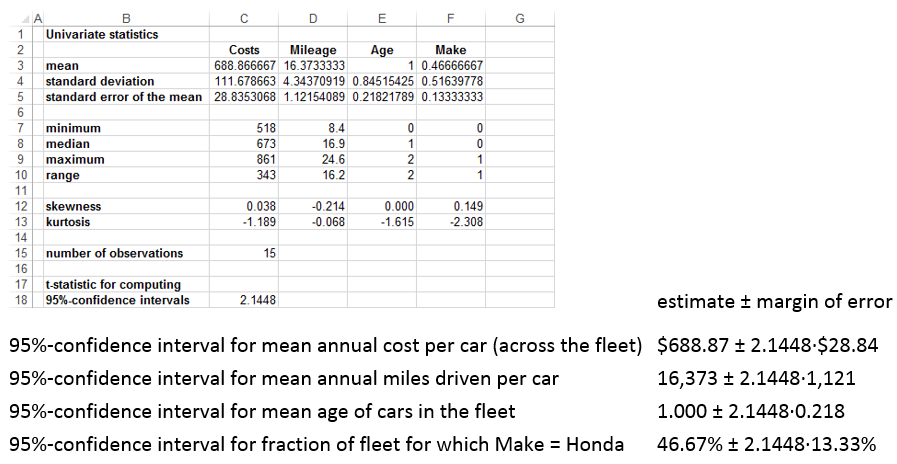 A B C D E F G
1 Univariate statistics
2 Costs Mileage Age Make
3 mean 688.866667 16.3733333 1 0.46666667
4 standard deviation 111.678663 4.34370919 0.84515425 0.51639778
5 standard error of the mean 28.8353068 1.12154089 0.21821789 0.13333333
6
7 minimum 518 8.4 0 0
8 median 673 16.9 1 0
9 maximum 861 24.6 2 1
10 range 343 16.2 2 1
11
12 skewness 0.038 -0.214 0.000 0.149
13 kurtosis -1.189 -0.068 -1.615 -2.308
14
15 number of observations 15
16
17 t-statistic for computing
18 95%-confidence intervals 2.1448
estimate ± margin of error
95%-confidence interval for mean annual cost per car (across the fleet) $688.87 ± 2.1448·$28.84
95%-confidence interval for mean annual miles driven per car 16,373 ± 2.1448·1,121
95%-confidence interval for mean age of cars in the fleet 1.000 ± 2.1448·0.218
95%-confidence interval for fraction of fleet for which Make = Honda 46.67% ± 2.1448·13.33%